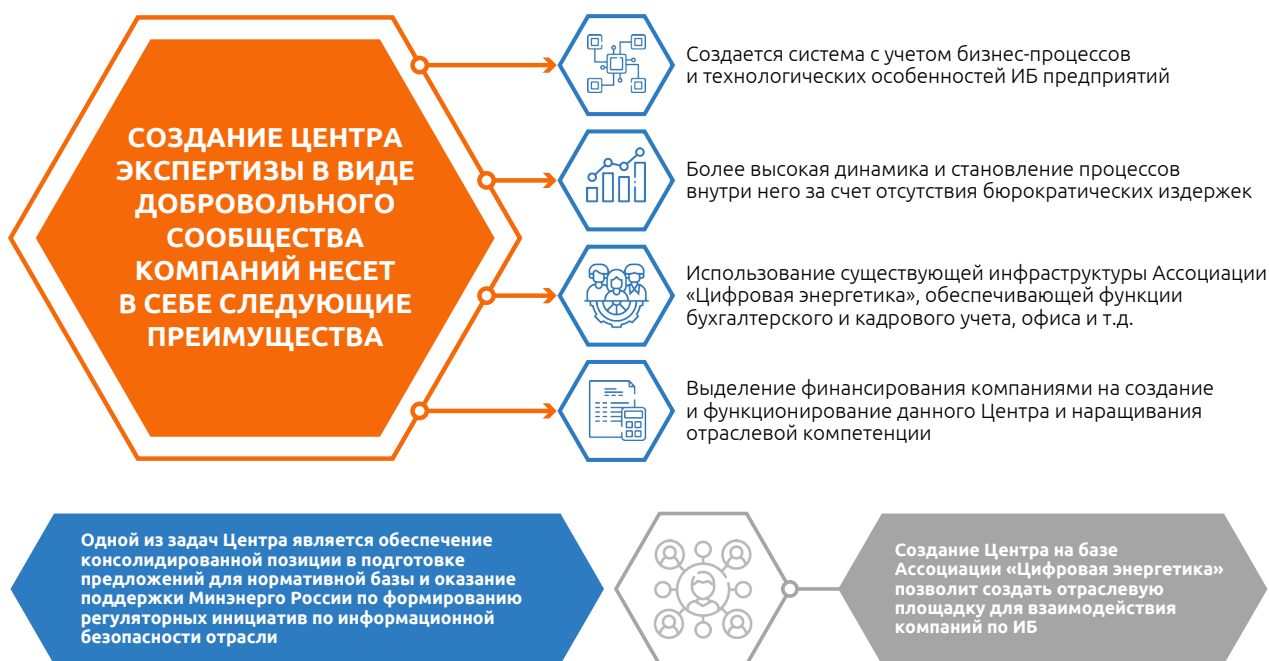 СОЗДАНИЕ ЦЕНТРА
ЭКСПЕРТИЗЫ В ВИДЕ
ДОБРОВОЛЬНОГО
СООБЩЕСТВА
КОМПАНИЙ НЕСЕТ
В СЕБЕ СЛЕДУЮЩИЕ
ПРЕИМУЩЕСТВА
Создается система с учетом бизнес-процессов
и технологических особенностей ИБ предприятий
Более высокая динамика и становление процессов
внутри него за счет отсутствия бюрократических издержек
Использование существующей инфраструктуры Ассоциации
«Цифровая энергетика», обеспечивающей функции
бухгалтерского и кадрового учета, офиса и т.д.
Выделение финансирования компаниями на создание
и функционирование данного Центра и наращивания
отраслевой компетенции
Одной из задач Центра является обеспечение
консолидированной позиции в подготовке
предложений для нормативной базы и оказание
поддержки Минэнерго России по формированию
регуляторных инициатив по информационной
безопасности отрасли
Создание Центра на базе
Ассоциации «Цифровая энергетика»
позволит создать отраслевую
площадку для взаимодействия
компаний по ИБ